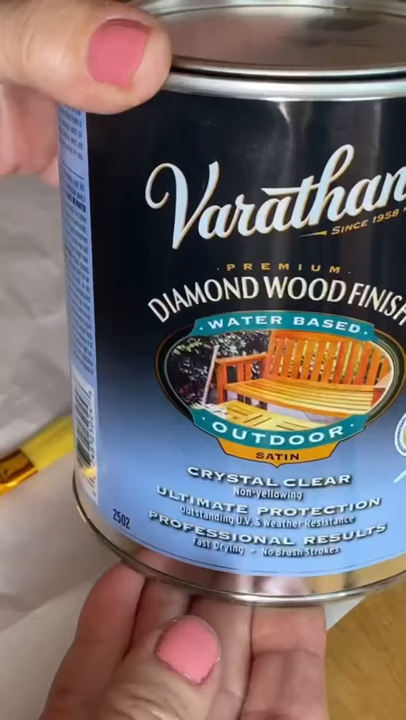 Varathan
SINCE 1958
PREMIUM
DIAMOND WOOD FINISH
WATER BASED
OUTDOOR
SATIN
CRYSTAL CLEAR
Non-yellowing
ULTIMATE PROTECTION
Outstanding U.V. & Weather Resistance
PROFESSIONAL RESULTS
Fast Drying - No Brush Strokes
2502